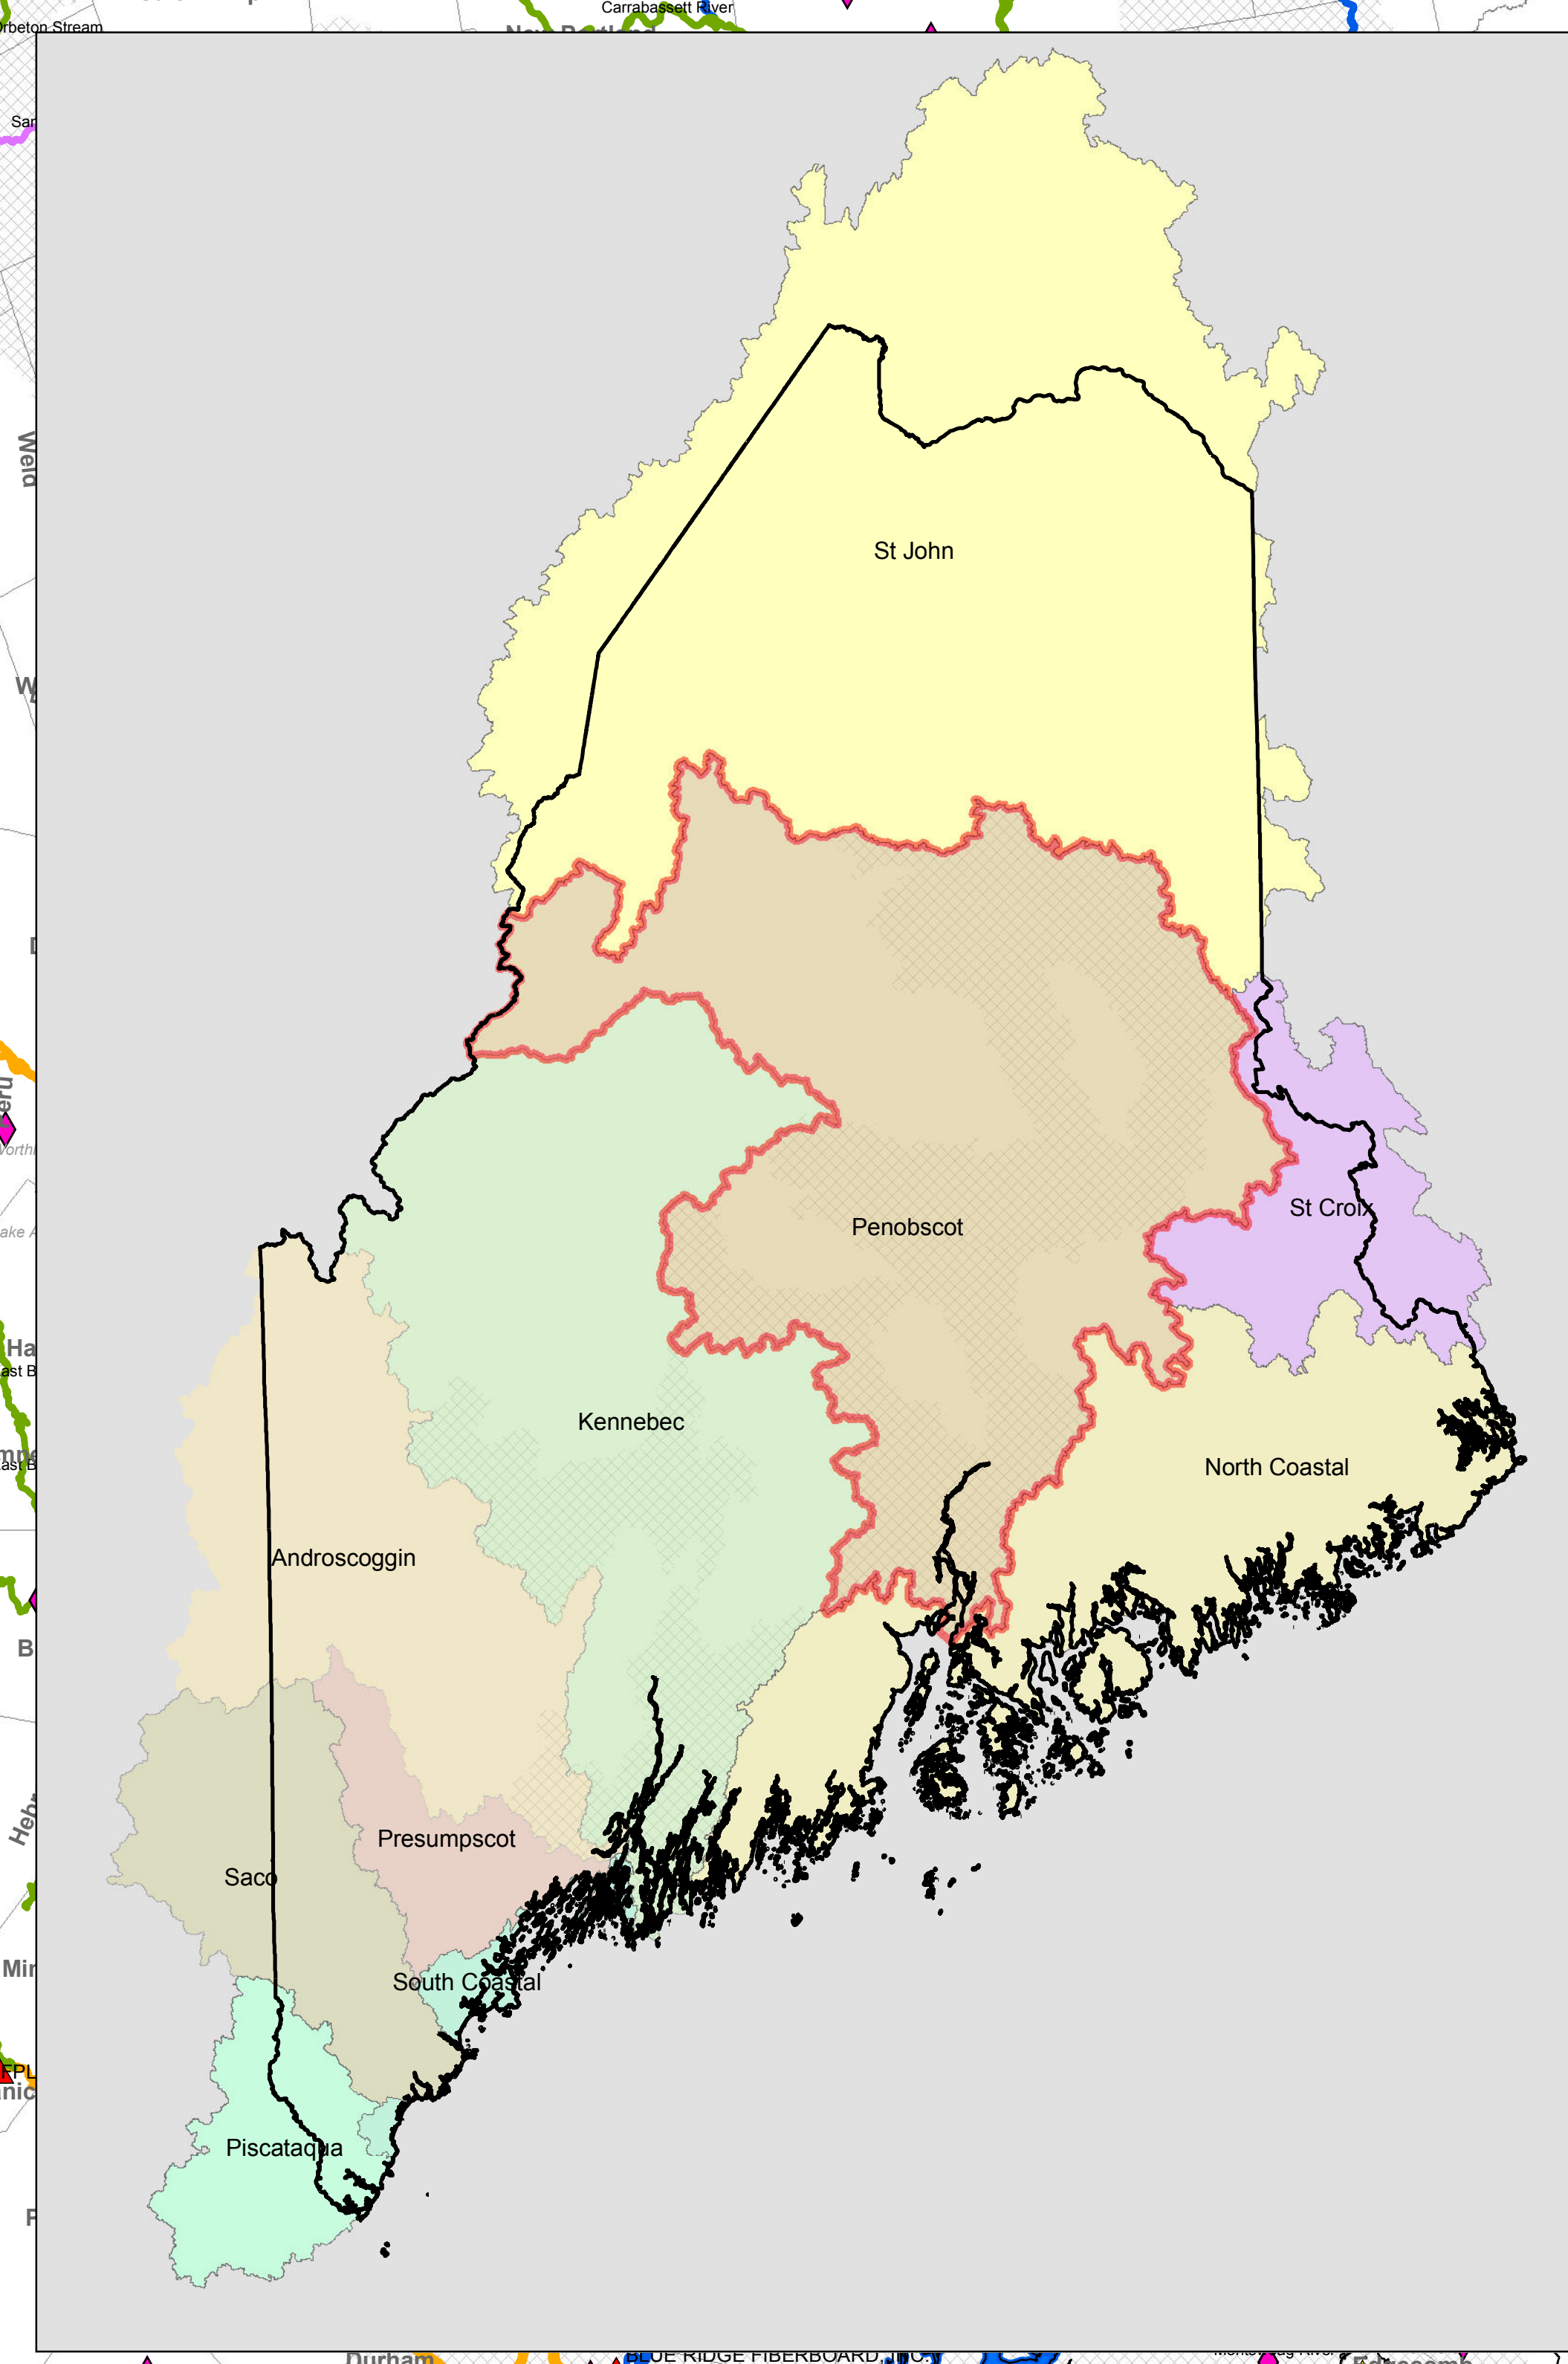 Carrabassett River
St John
St Croix
Penobscot
Kennebec
North Coastal
Androscoggin
Presumpscot
Saco
South Coastal
Piscataqua
FPL
Durham
BLUE RIDGE FIBERBOARD, INC.